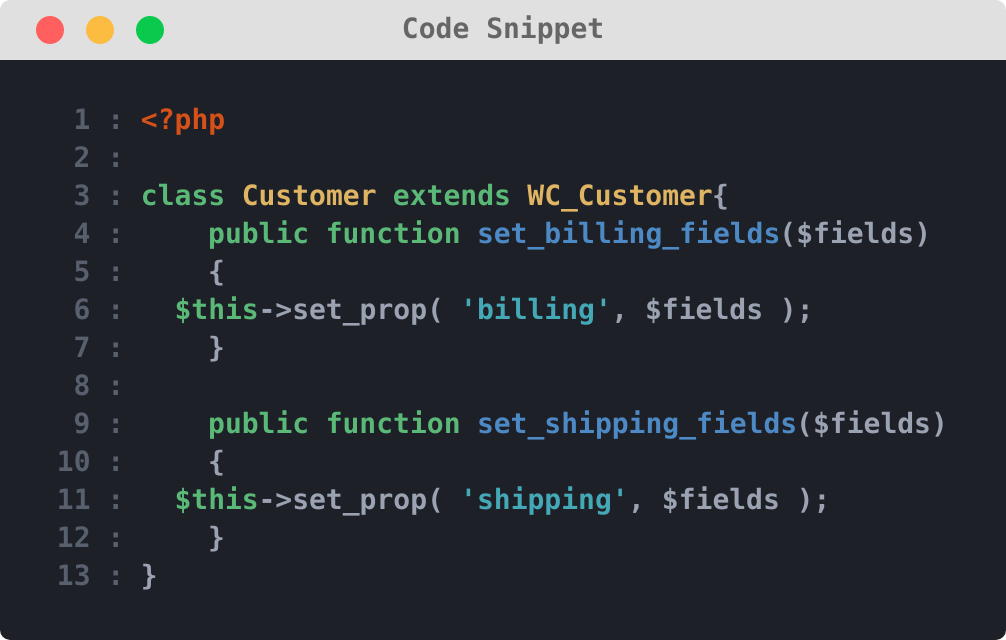 Code Snippet
1 : <?php
2 :
3 : class Customer extends WC_Customer{
4 :     public function set_billing_fields($fields)
5 :     {
6 :   $this->set_prop( 'billing', $fields );
7 :     }
8 :
9 :     public function set_shipping_fields($fields)
10 :     {
11 :   $this->set_prop( 'shipping', $fields );
12 :     }
13 : }